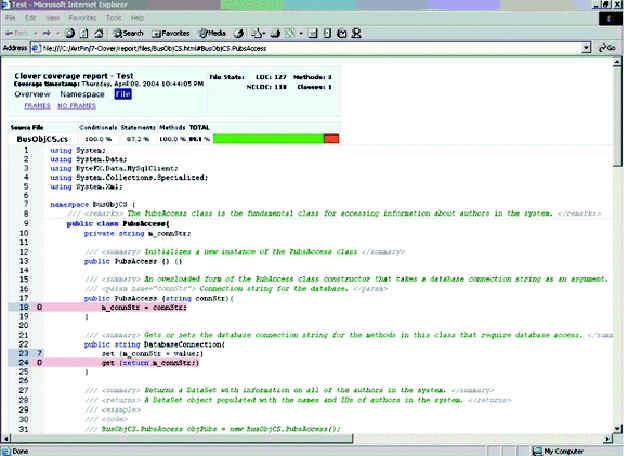 Test - Microsoft Internet Explorer
File Edit View Favorites Tools Help
Back Search Favorites Media
Address file:///C:/ArtFin/7-Clover/report/files/BusObjCS.html#BusObjCS.PubsAccess Go
Clover coverage report - Test
Coverage timestamp: Thursday, April 08, 2004 10:44:05 PM
File Stats: LOC: 127 Methods: 3
NCLOC: 110 Classes: 1
Overview Namespace File
FRAMES NO FRAMES
Source File Conditionals Statements Methods TOTAL
BusObjCS.cs 100.0 % 87.2 % 100.0 % 89.1 %
1 using System;
2 using System.Data;
3 using ByteFX.Data.MySqlClient;
4 using System.Collections.Specialized;
5 using System.Xml;
6
7 namespace BusObjCS {
8 /// <remarks> The PubsAccess class is the fundamental class for accessing information about authors in the system. </remarks>
9 public class PubsAccess{
10 private string m_connStr;
11
12 /// <summary> Initializes a new instance of the PubsAccess class </summary>
13 public PubsAccess () {}
14
15 /// <summary> An overloaded form of the PubAccess class constructor that takes a database connection string as an argument.
16 /// <param name="connStr"> Connection string for the database. </param>
17 public PubsAccess (string connStr){
18 0 m_connStr = connStr;
19 }
20
21 /// <summary> Gets or sets the database connection string for the methods in this class that require database access. </summ
22 public string DatabaseConnection{
23 7 set {m_connStr = value;}
24 0 get {return m_connStr;}
25 }
26
27 /// <summary> Returns a DataSet with information on all of the authors in the system. </summary>
28 /// <returns> A DataSet object populated with the names and IDs of authors in the system. </returns>
29 /// <example>
30 /// <code>
31 /// BusObjCS.PubsAccess objPubs = new BusObjCS.PubsAccess();
Done My Computer